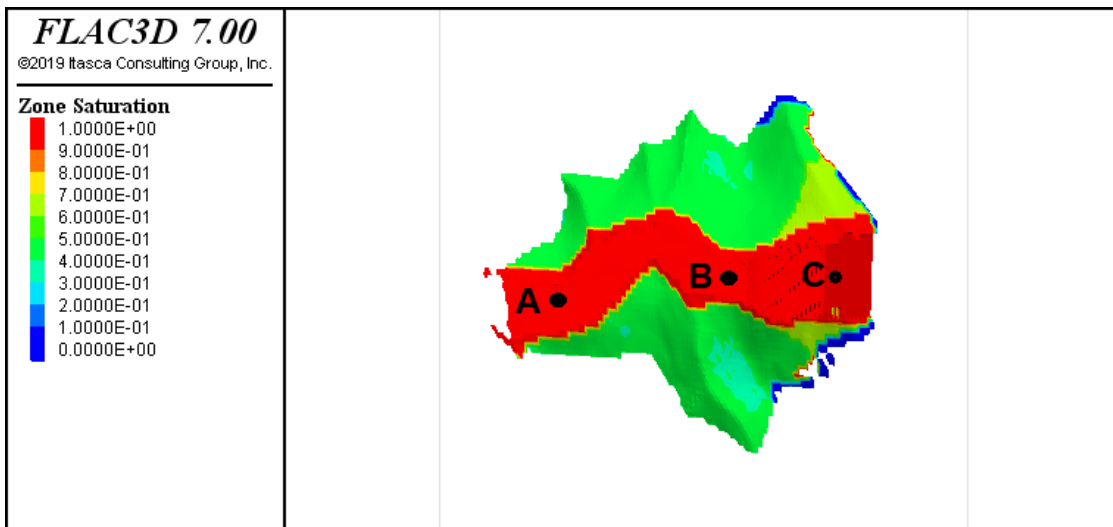 FLAC3D 7.00
©2019 Itasca Consulting Group, Inc.
Zone Saturation
1.0000E+00
9.0000E-01
8.0000E-01
7.0000E-01
6.0000E-01
5.0000E-01
4.0000E-01
3.0000E-01
2.0000E-01
1.0000E-01
0.0000E+00
A
B
C